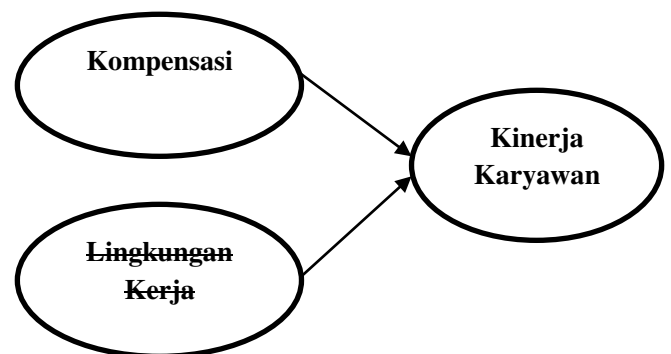 Kompensasi
Kinerja
Karyawan
Lingkungan
Kerja